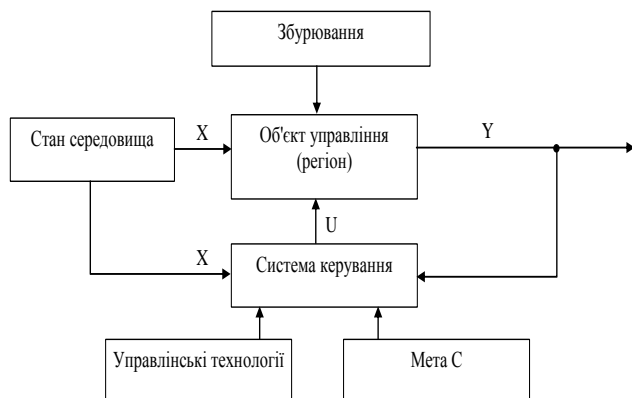 Збурювання
Стан середовища
X
Об'єкт управління
(регіон)
Y
U
X
Система керування
Управлінські технології
Мета С